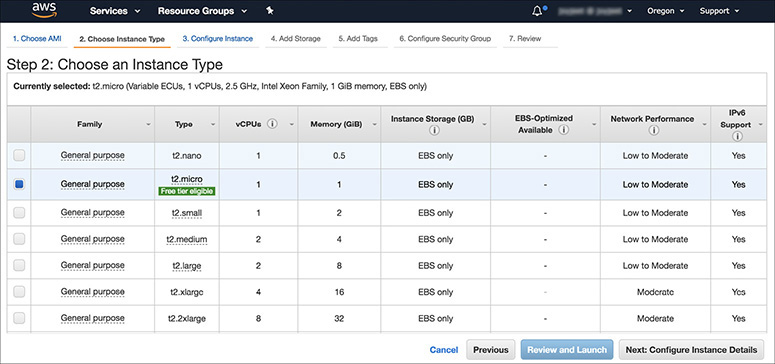 aws Services Resource Groups Oregon Support
1. Choose AMI 2. Choose Instance Type 3. Configure Instance 4. Add Storage 5. Add Tags 6. Configure Security Group 7. Review
Step 2: Choose an Instance Type
Currently selected: t2.micro (Variable ECUs, 1 vCPUs, 2.5 GHz, Intel Xeon Family, 1 GiB memory, EBS only)
Family Type vCPUs Memory (GiB) Instance Storage (GB) EBS-Optimized Available Network Performance IPv6 Support
General purpose t2.nano 1 0.5 EBS only - Low to Moderate Yes
General purpose t2.micro 1 1 EBS only - Low to Moderate Yes
Free tier eligible
General purpose t2.small 1 2 EBS only - Low to Moderate Yes
General purpose t2.medium 2 4 EBS only - Low to Moderate Yes
General purpose t2.large 2 8 EBS only - Low to Moderate Yes
General purpose t2.xlarge 4 16 EBS only - Moderate Yes
General purpose t2.2xlarge 8 32 EBS only - Moderate Yes
Cancel Previous Review and Launch Next: Configure Instance Details